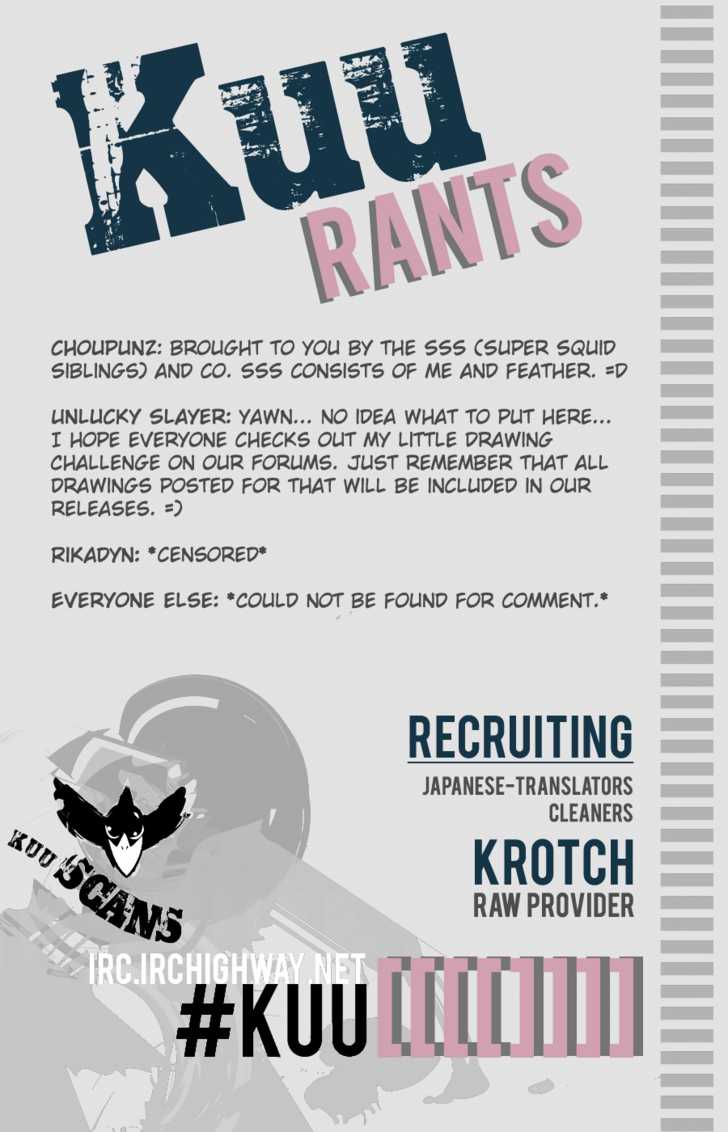 Kuu
RANTS
CHOUPUNZ: BROUGHT TO YOU BY THE SSS (SUPER SQUID
SIBLINGS) AND CO. SSS CONSISTS OF ME AND FEATHER. =D
UNLUCKY SLAYER: YAWN... NO IDEA WHAT TO PUT HERE...
I HOPE EVERYONE CHECKS OUT MY LITTLE DRAWING
CHALLENGE ON OUR FORUMS. JUST REMEMBER THAT ALL
DRAWINGS POSTED FOR THAT WILL BE INCLUDED IN OUR
RELEASES. =)
RIKADYN: *CENSORED*
EVERYONE ELSE: *COULD NOT BE FOUND FOR COMMENT.*
RECRUITING
JAPANESE-TRANSLATORS
CLEANERS
KROTCH
RAW PROVIDER
KUU SCANS
IRC.IRCHIGHWAY.NET
#KUU[[[[[]]]]]